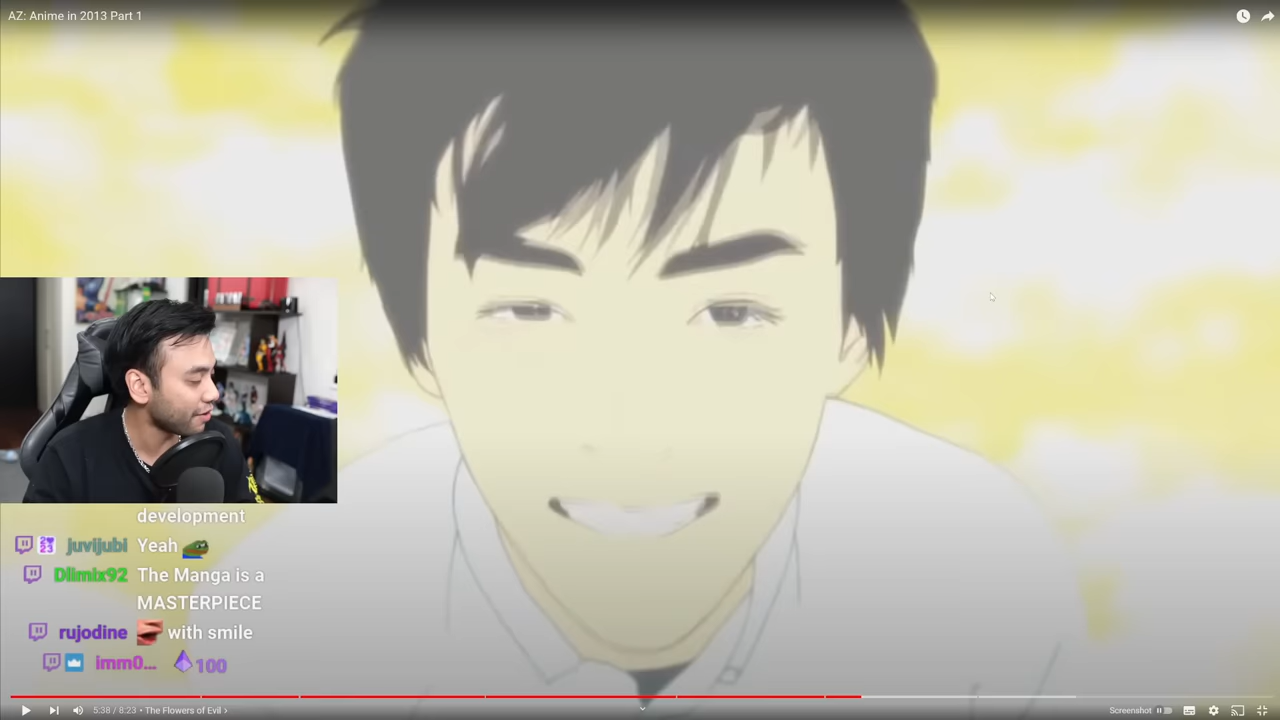 AZ: Anime in 2013 Part 1
development
juvijubi Yeah
Dlimix92 The Manga is a
MASTERPIECE
rujodine with smile
imm0... 100
5:38 / 8:23 • The Flowers of Evil ›
Screenshot